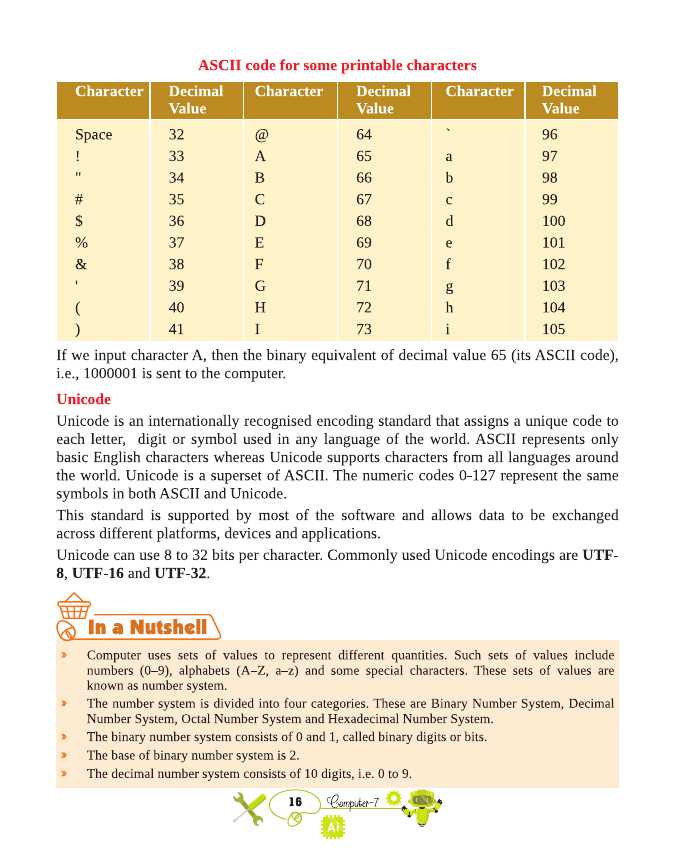 ASCII code for some printable characters
Character Decimal Value Character Decimal Value Character Decimal Value
Space 32 @ 64 ` 96
! 33 A 65 a 97
" 34 B 66 b 98
# 35 C 67 c 99
$ 36 D 68 d 100
% 37 E 69 e 101
& 38 F 70 f 102
' 39 G 71 g 103
( 40 H 72 h 104
) 41 I 73 i 105
If we input character A, then the binary equivalent of decimal value 65 (its ASCII code),
i.e., 1000001 is sent to the computer.
Unicode
Unicode is an internationally recognised encoding standard that assigns a unique code to
each letter, digit or symbol used in any language of the world. ASCII represents only
basic English characters whereas Unicode supports characters from all languages around
the world. Unicode is a superset of ASCII. The numeric codes 0-127 represent the same
symbols in both ASCII and Unicode.
This standard is supported by most of the software and allows data to be exchanged
across different platforms, devices and applications.
Unicode can use 8 to 32 bits per character. Commonly used Unicode encodings are UTF-
8, UTF-16 and UTF-32.
In a Nutshell
» Computer uses sets of values to represent different quantities. Such sets of values include
numbers (0–9), alphabets (A–Z, a–z) and some special characters. These sets of values are
known as number system.
» The number system is divided into four categories. These are Binary Number System, Decimal
Number System, Octal Number System and Hexadecimal Number System.
» The binary number system consists of 0 and 1, called binary digits or bits.
» The base of binary number system is 2.
» The decimal number system consists of 10 digits, i.e. 0 to 9.
16 Computer-7
AI